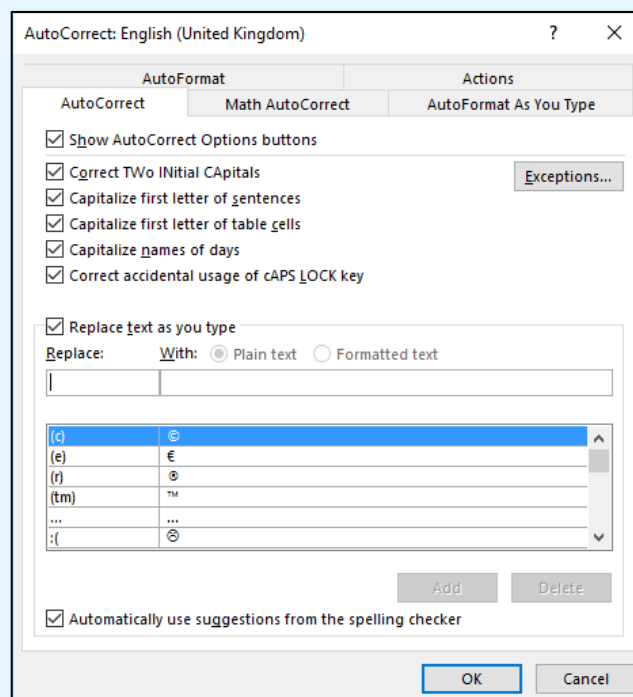 AutoCorrect: English (United Kingdom) ?
AutoFormat Actions
AutoCorrect Math AutoCorrect AutoFormat As You Type
Show AutoCorrect Options buttons
Correct TWo INitial CApitals Exceptions...
Capitalize first letter of sentences
Capitalize first letter of table cells
Capitalize names of days
Correct accidental usage of cAPS LOCK key
Replace text as you type
Replace: With: Plain text Formatted text
(c) ©
(e) €
(r) ®
(tm) ™
... ...
:( ☹
Add Delete
Automatically use suggestions from the spelling checker
OK Cancel